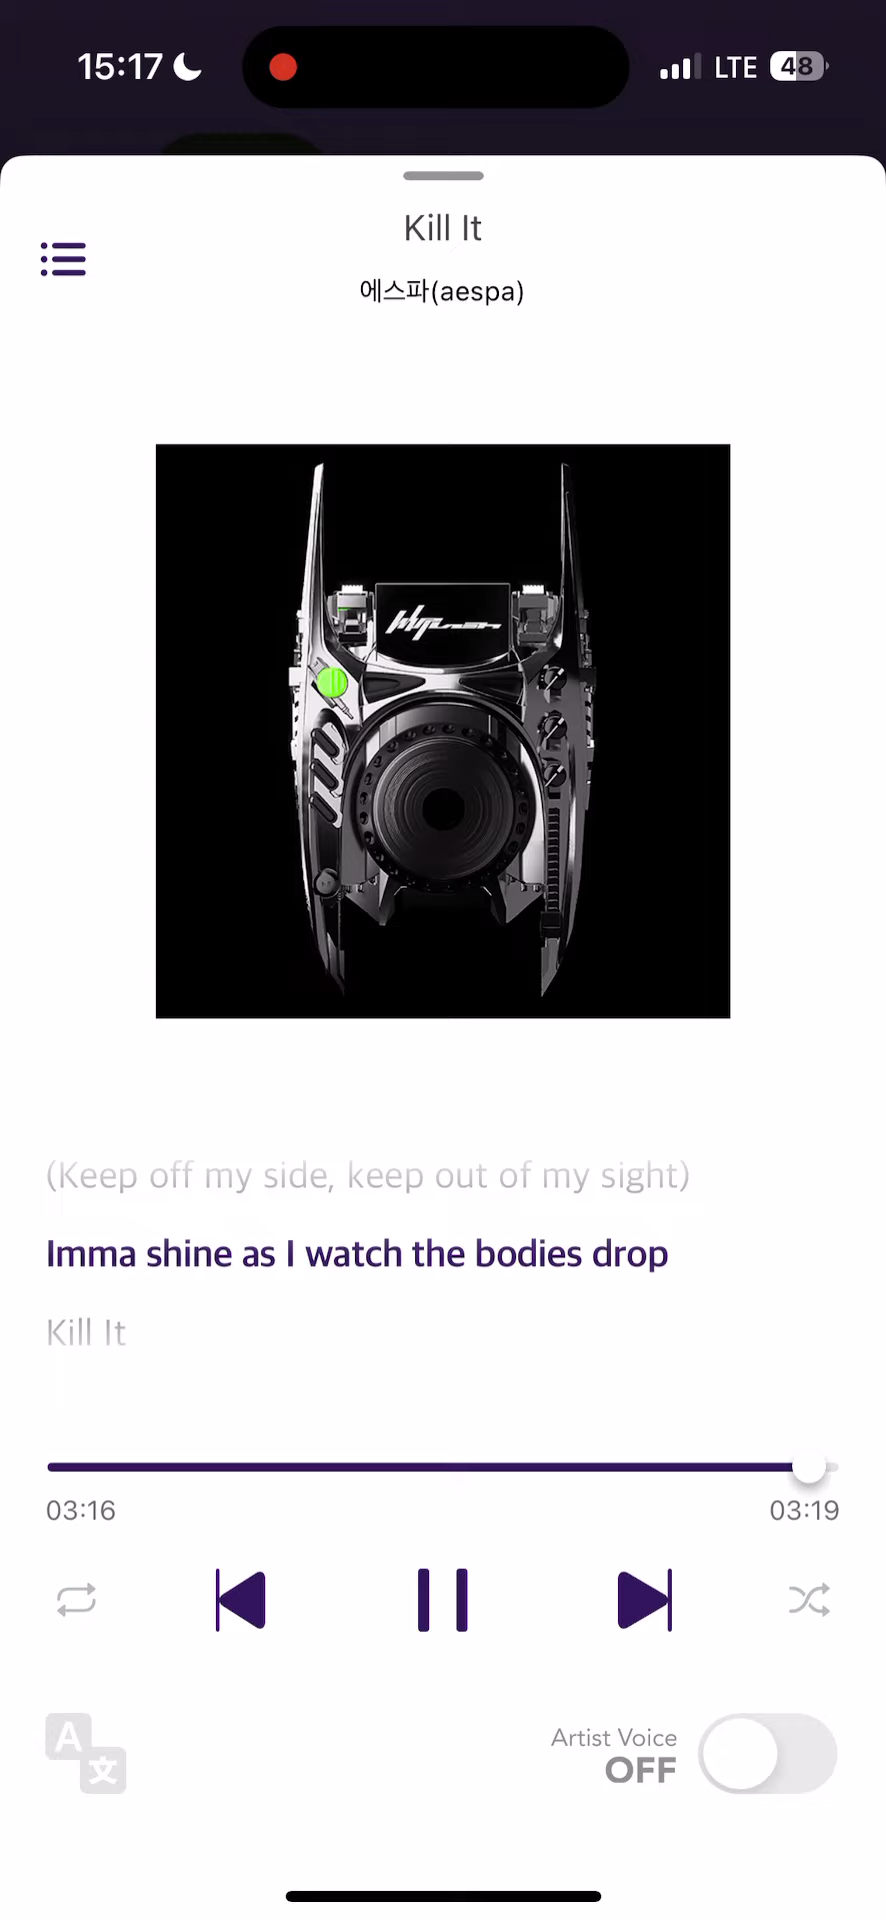 15:17
LTE
48
Kill It
에스파(aespa)
(Keep off my side, keep out of my sight)
Imma shine as I watch the bodies drop
Kill It
03:16
03:19
A
文
Artist Voice
OFF